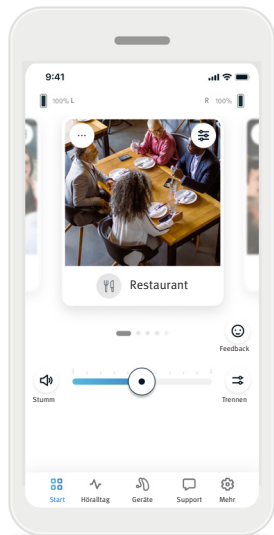 9:41
100% L
R 100%
...
Restaurant
Feedback
Stumm
Trennen
Start Höralltag Geräte Support Mehr